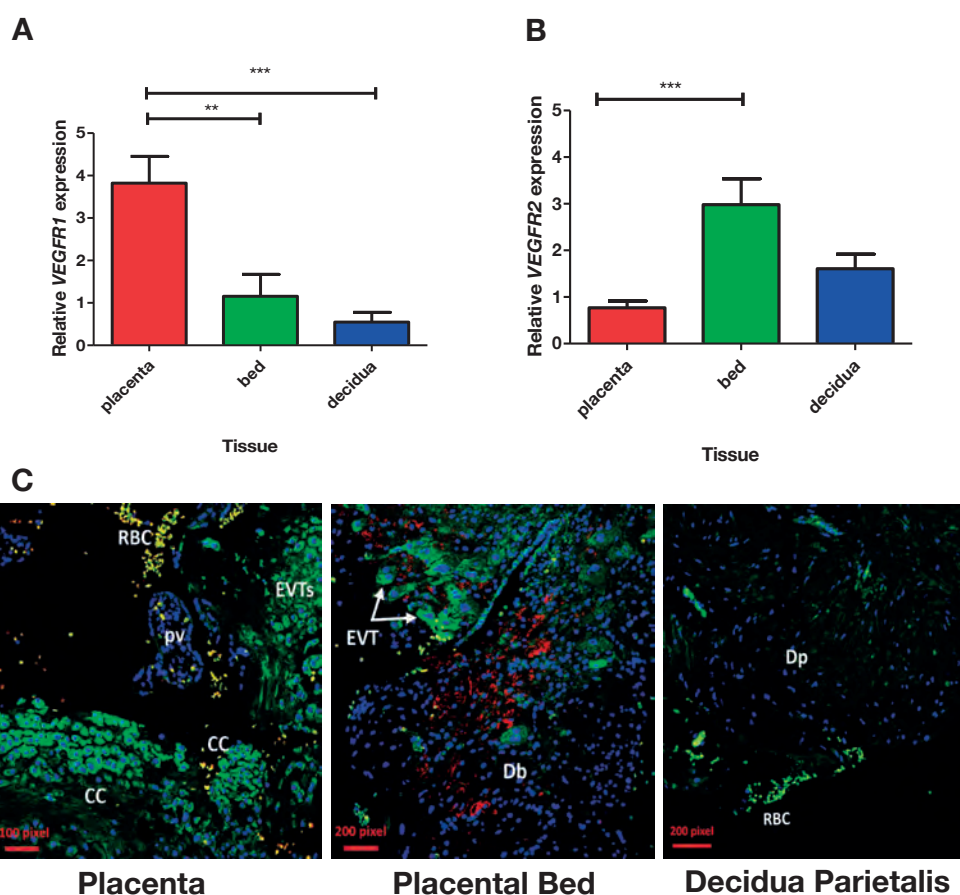 A
***
**
5
4
3
2
1
0
Relative VEGFR1 expression
placenta
bed
decidua
Tissue
B
***
5
4
3
2
1
0
Relative VEGFR2 expression
placenta
bed
decidua
Tissue
C
RBC
EVTs
pv
CC
CC
100 pixel
Placenta
EVT
Db
200 pixel
Placental Bed
Dp
RBC
200 pixel
Decidua Parietalis